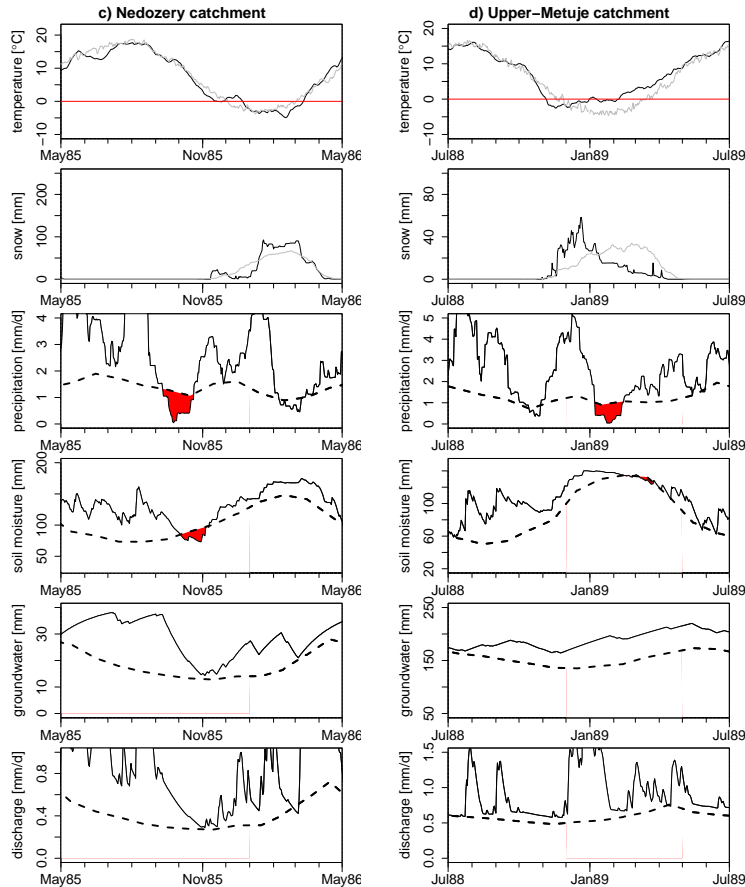 c) Nedozery catchment
temperature [°C]
20
10
0
−10
May85 Nov85 May86
snow [mm]
200
100
0
May85 Nov85 May86
precipitation [mm/d]
4
3
2
1
0
May85 Nov85 May86
soil moisture [mm]
200
100
50
May85 Nov85 May86
groundwater [mm]
30
10
0
May85 Nov85 May86
discharge [mm/d]
0.8
0.4
0.0
May85 Nov85 May86
d) Upper−Metuje catchment
temperature [°C]
20
10
0
−10
Jul88 Jan89 Jul89
snow [mm]
80
40
0
Jul88 Jan89 Jul89
precipitation [mm/d]
5
4
3
2
1
0
Jul88 Jan89 Jul89
soil moisture [mm]
100
60
20
Jul88 Jan89 Jul89
groundwater [mm]
250
150
50
Jul88 Jan89 Jul89
discharge [mm/d]
1.5
1.0
0.5
0.0
Jul88 Jan89 Jul89